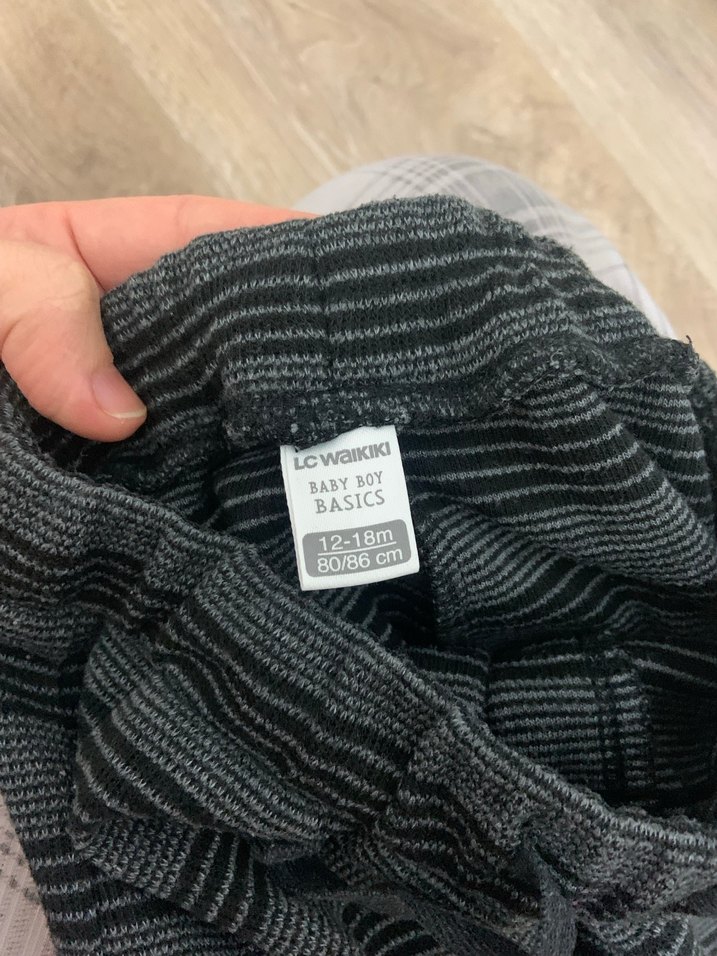 LC WAIKIKI
BABY BOY
BASICS
12-18m
80/86 cm